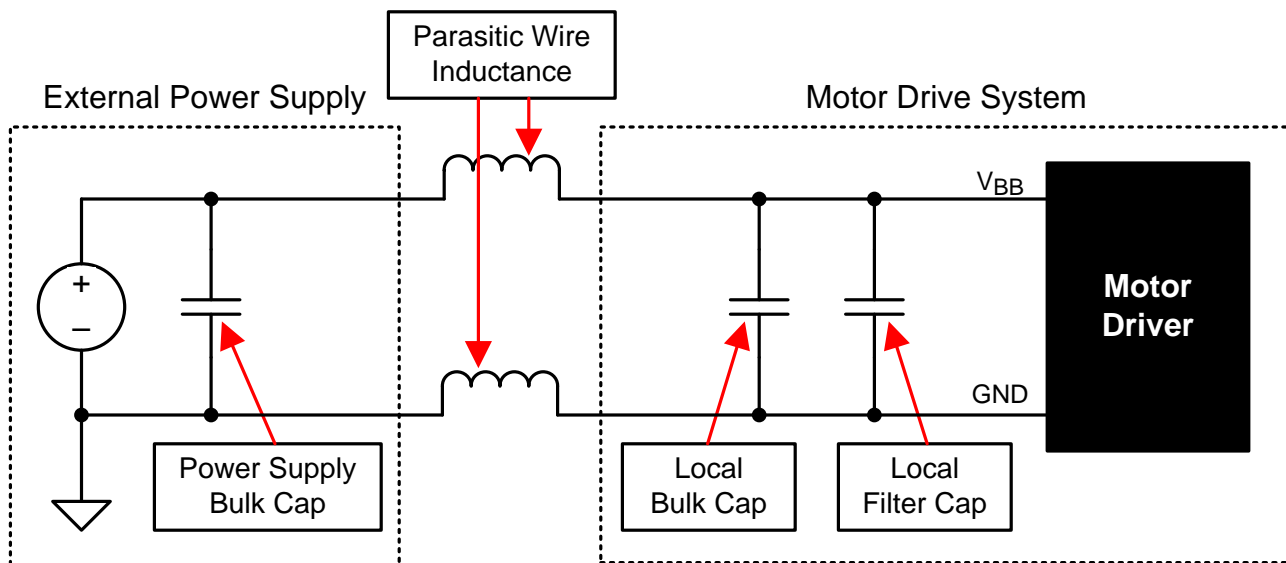 Parasitic Wire
Inductance
External Power Supply
Motor Drive System
VBB
+
–
Motor
Driver
GND
Power Supply
Bulk Cap
Local
Bulk Cap
Local
Filter Cap